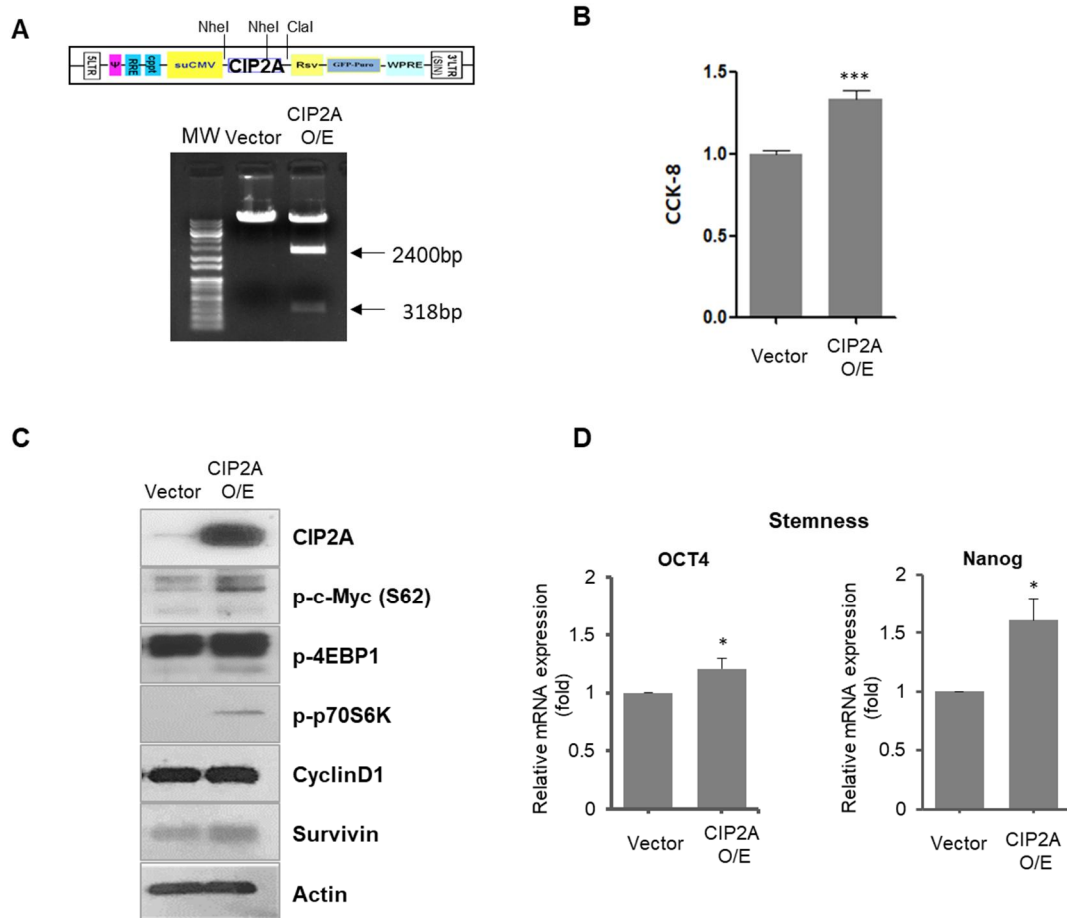 A
NheI NheI ClaI
5LTR Ψ RRE cppt suCMV CIP2A Rsv GFP-Puro WPRE 3'LTR (SIN)
MW Vector CIP2A O/E
2400bp
318bp
B
CCK-8
1.5
***
1.0
0.5
0.0
Vector CIP2A O/E
C
Vector CIP2A O/E
CIP2A
p-c-Myc (S62)
p-4EBP1
p-p70S6K
CyclinD1
Survivin
Actin
D
Stemness
OCT4
Relative mRNA expression
(fold)
2
1.5
*
1
0.5
0
Vector CIP2A O/E
Nanog
Relative mRNA expression
(fold)
2
*
1.5
1
0.5
0
Vector CIP2A O/E